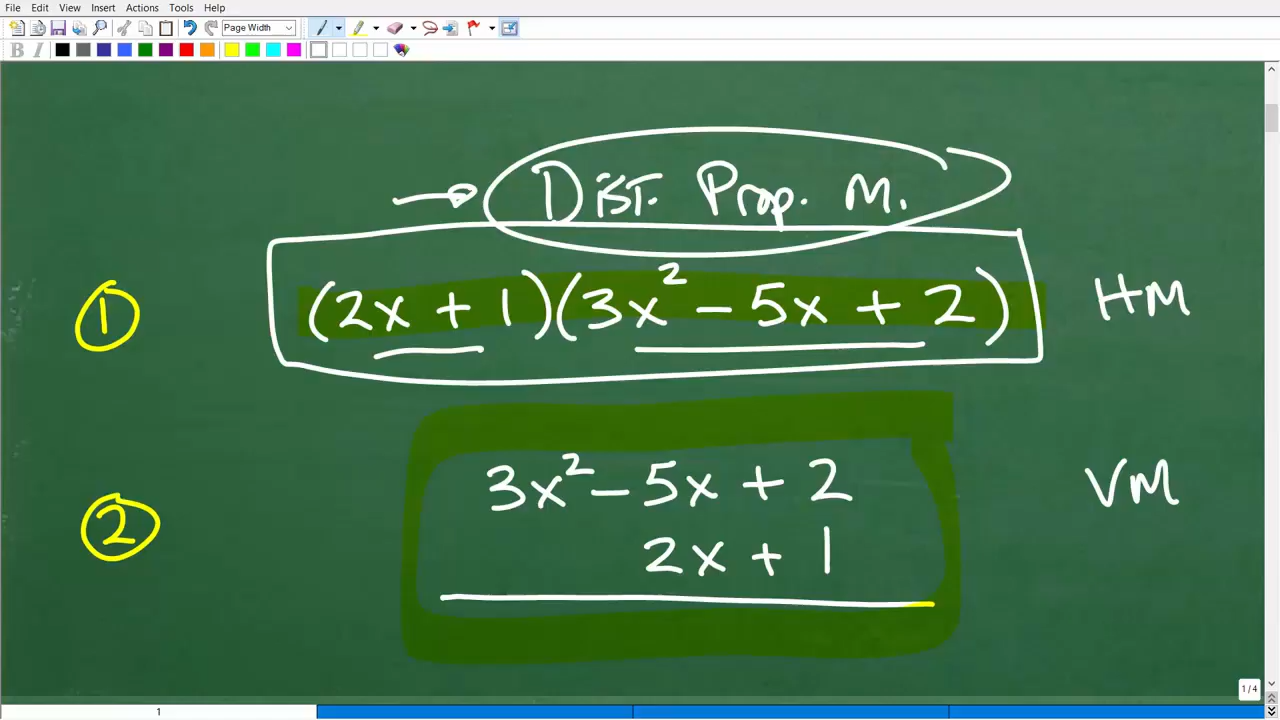 File Edit View Insert Actions Tools Help
Page Width
B I
→ Dist. Prop. M.
① (2x + 1)(3x² - 5x + 2) HM
② 3x² - 5x + 2 VM
2x + 1
1/4
1